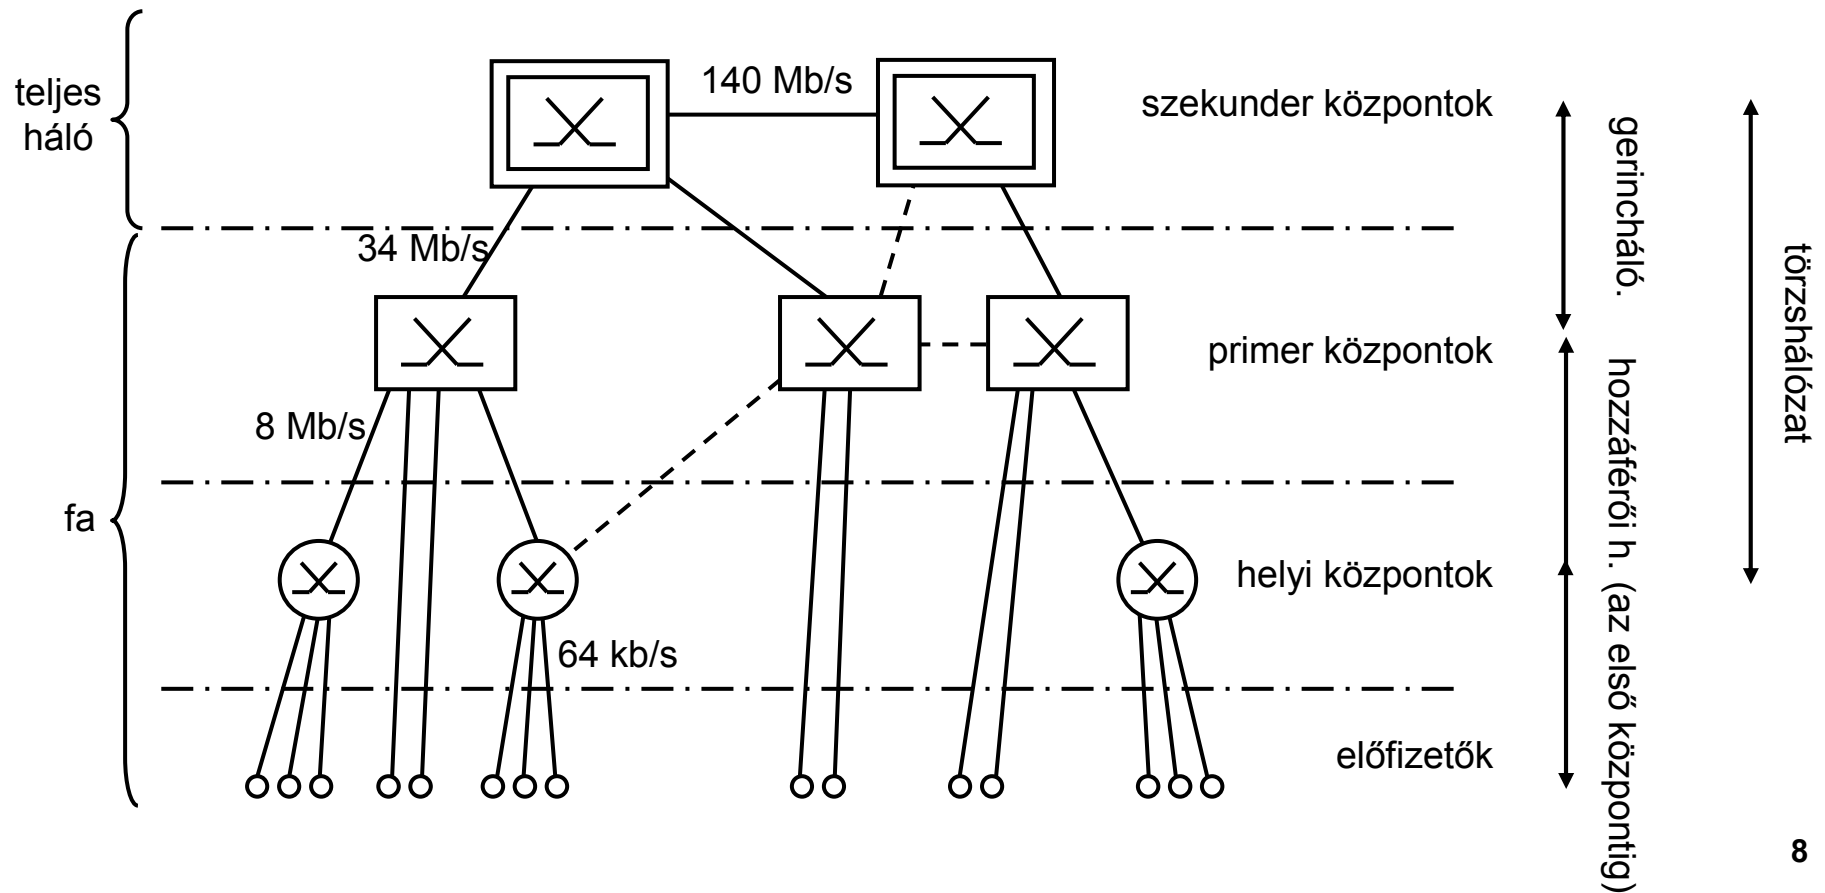 teljes
háló
140 Mb/s
szekunder központok
34 Mb/s
primer központok
8 Mb/s
fa
helyi központok
64 kb/s
előfizetők
gerincháló.
hozzáférői h. (az első központig)
törzshálózat
8